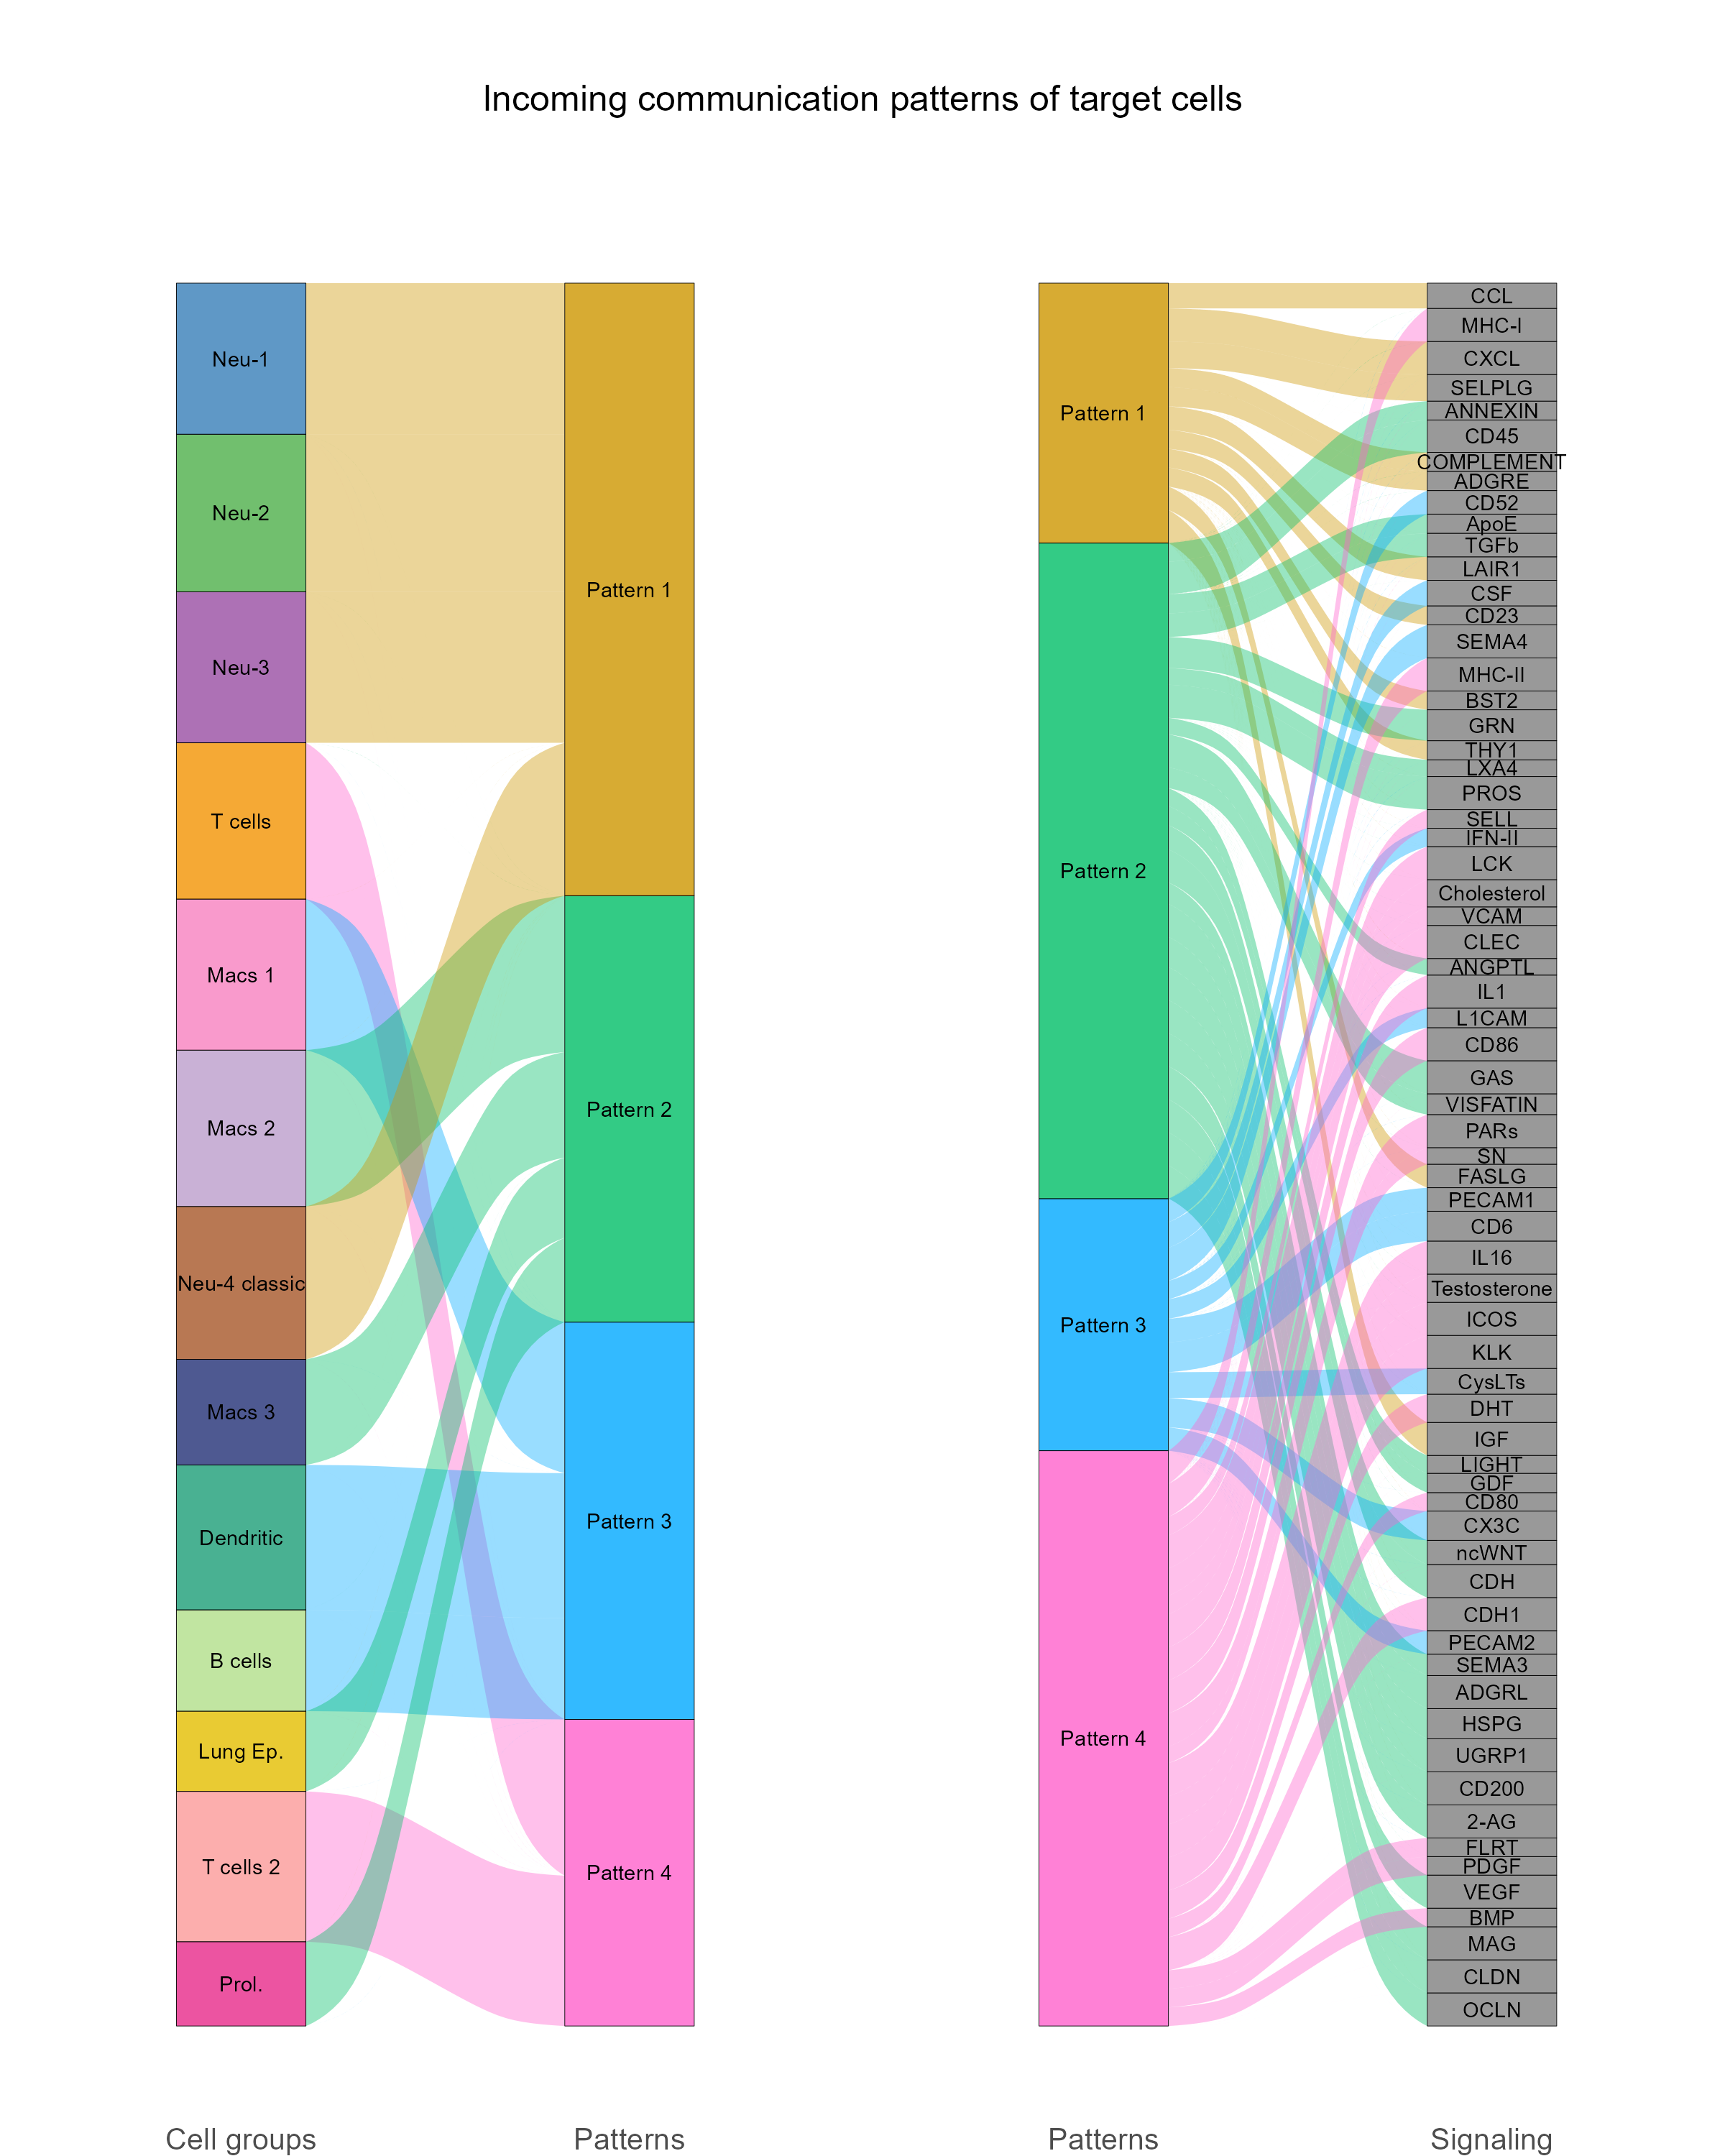 Incoming communication patterns of target cells
Neu-1
Neu-2
Neu-3
T cells
Macs 1
Macs 2
Neu-4 classic
Macs 3
Dendritic
B cells
Lung Ep.
T cells 2
Prol.
Pattern 1
Pattern 2
Pattern 3
Pattern 4
Pattern 1
Pattern 2
Pattern 3
Pattern 4
CCL
MHC-I
CXCL
SELPLG
ANNEXIN
CD45
COMPLEMENT
ADGRE
CD52
ApoE
TGFb
LAIR1
CSF
CD23
SEMA4
MHC-II
BST2
GRN
THY1
LXA4
PROS
SELL
IFN-II
LCK
Cholesterol
VCAM
CLEC
ANGPTL
IL1
L1CAM
CD86
GAS
VISFATIN
PARs
SN
FASLG
PECAM1
CD6
IL16
Testosterone
ICOS
KLK
CysLTs
DHT
IGF
LIGHT
GDF
CD80
CX3C
ncWNT
CDH
CDH1
PECAM2
SEMA3
ADGRL
HSPG
UGRP1
CD200
2-AG
FLRT
PDGF
VEGF
BMP
MAG
CLDN
OCLN
Cell groups
Patterns
Patterns
Signaling